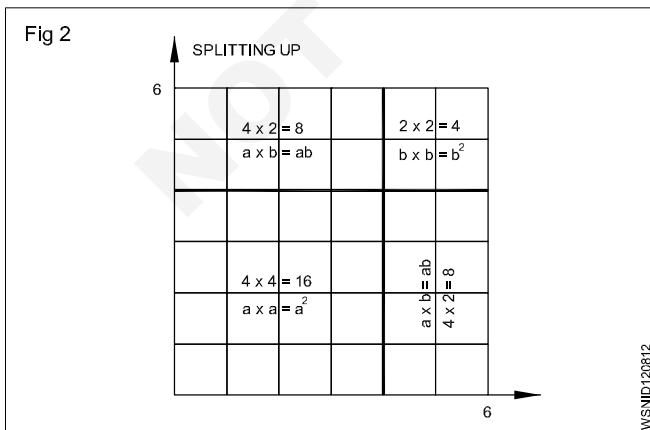 Fig 2
SPLITTING UP
6
4 x 2 = 8
a x b = ab
2 x 2 = 4
b x b = b²
4 x 4 = 16
a x a = a²
a x b = ab
4 x 2 = 8
6
WSNID120812
NOT